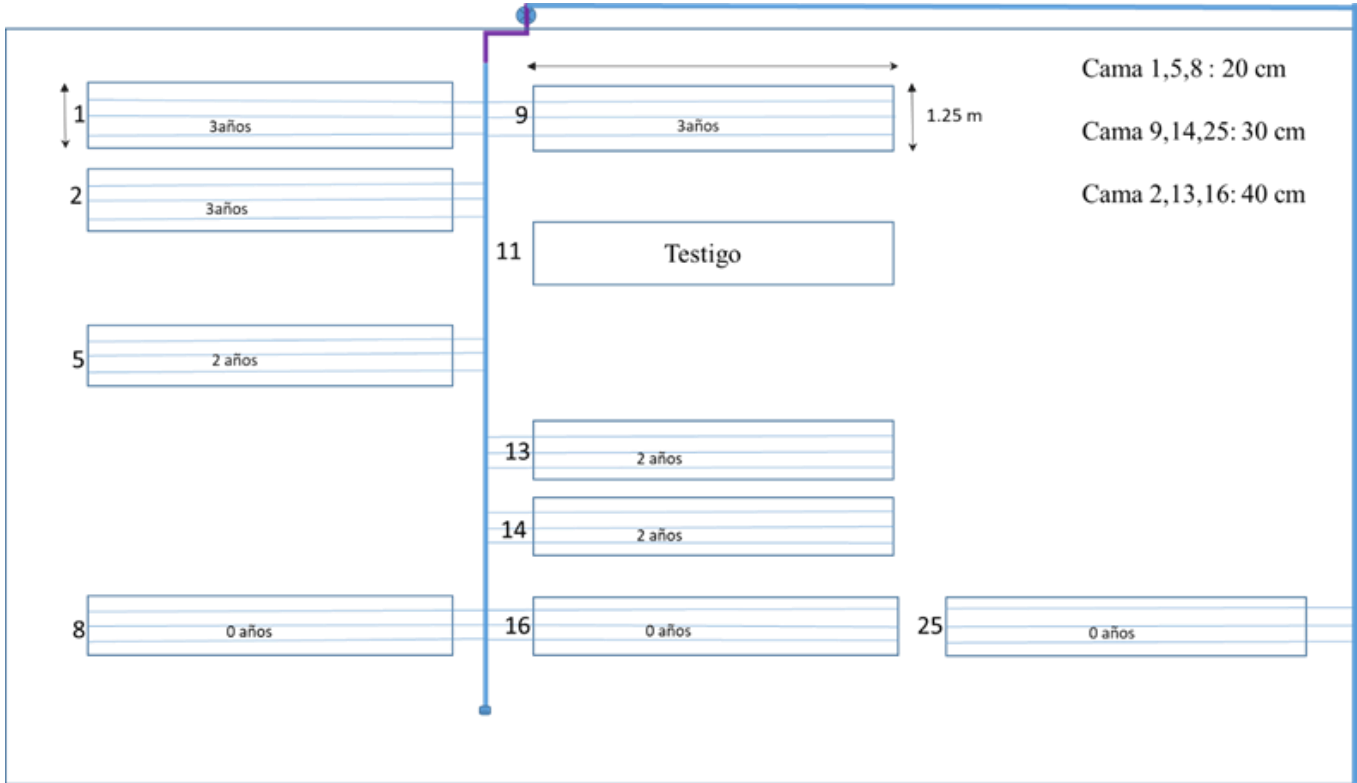 Cama 1,5,8 : 20 cm
1
3años
9
3años
1.25 m
Cama 9,14,25: 30 cm
2
3años
Cama 2,13,16: 40 cm
11
Testigo
5
2 años
13
2 años
14
2 años
8
0 años
16
0 años
25
0 años